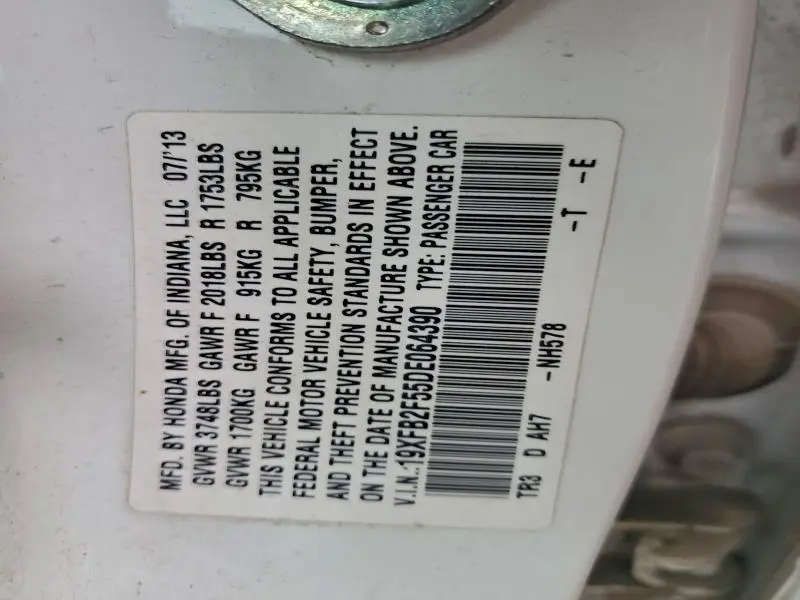 MFD. BY HONDA MFG. OF INDIANA, LLC 07/'13
GVWR 3748LBS GAWR F 2018LBS R 1753LBS
GVWR 1700KG GAWR F 915KG R 795KG
THIS VEHICLE CONFORMS TO ALL APPLICABLE
FEDERAL MOTOR VEHICLE SAFETY, BUMPER,
AND THEFT PREVENTION STANDARDS IN EFFECT
ON THE DATE OF MANUFACTURE SHOWN ABOVE.
V.I.N.:19XFB2F55DE064390 TYPE: PASSENGER CAR
TR3 D AH7 -NH578 -T -E